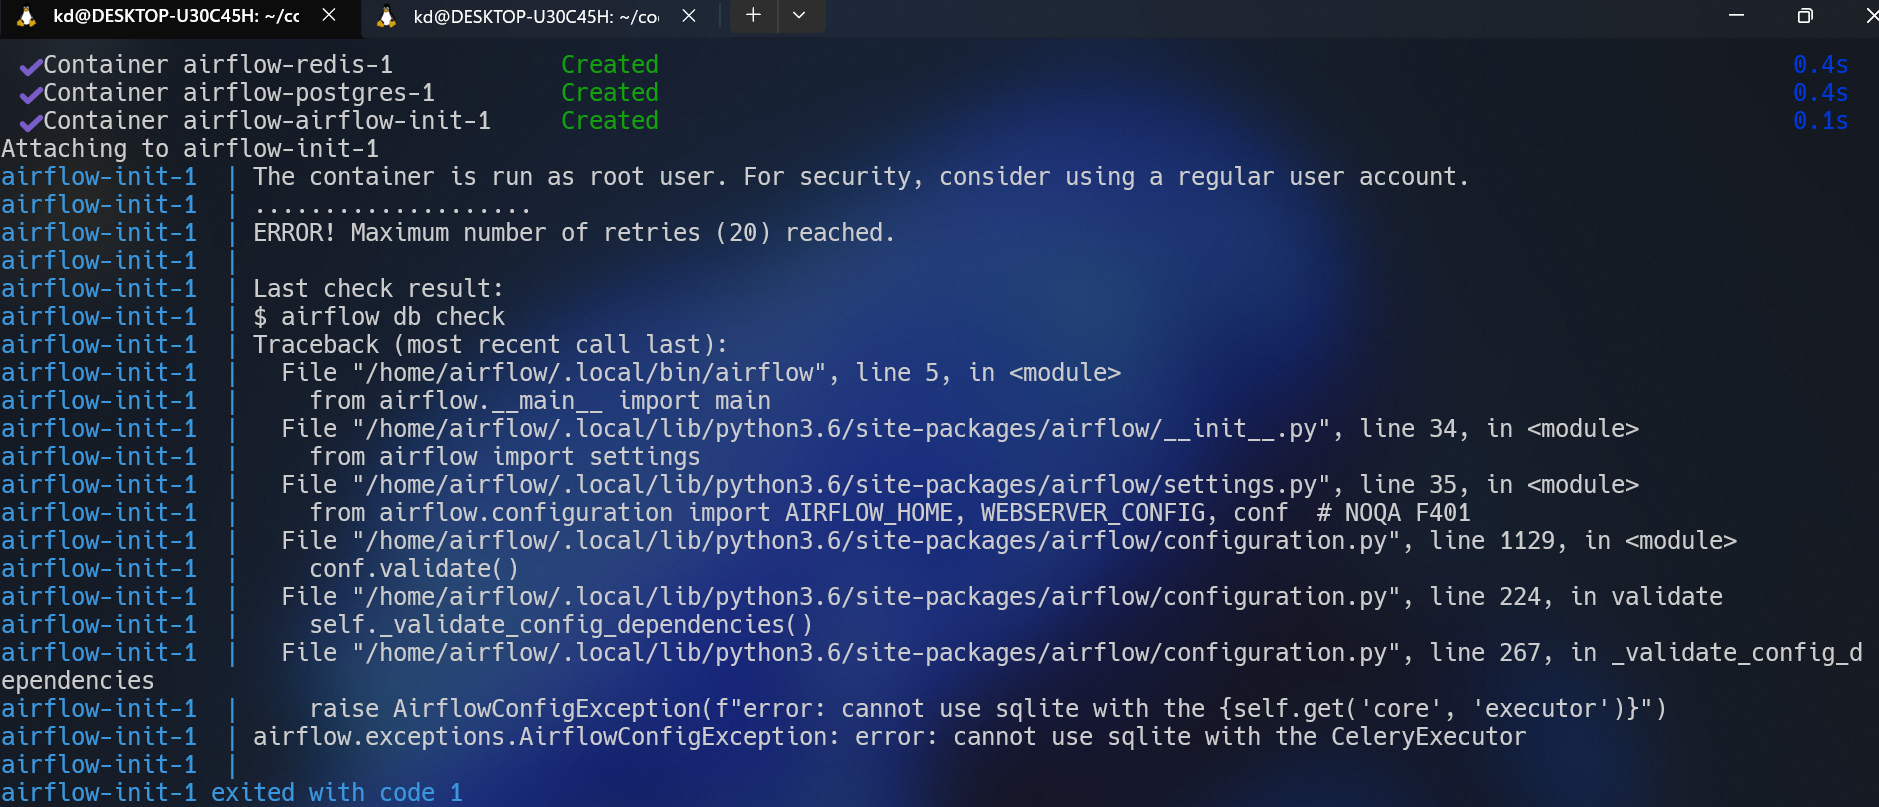 kd@DESKTOP-U30C45H: ~/co
kd@DESKTOP-U30C45H: ~/co
Container airflow-redis-1 Created 0.4s
Container airflow-postgres-1 Created 0.4s
Container airflow-airflow-init-1 Created 0.1s
Attaching to airflow-init-1
airflow-init-1 | The container is run as root user. For security, consider using a regular user account.
airflow-init-1 | ....................
airflow-init-1 | ERROR! Maximum number of retries (20) reached.
airflow-init-1 |
airflow-init-1 | Last check result:
airflow-init-1 | $ airflow db check
airflow-init-1 | Traceback (most recent call last):
airflow-init-1 |   File "/home/airflow/.local/bin/airflow", line 5, in <module>
airflow-init-1 |     from airflow.__main__ import main
airflow-init-1 |   File "/home/airflow/.local/lib/python3.6/site-packages/airflow/__init__.py", line 34, in <module>
airflow-init-1 |     from airflow import settings
airflow-init-1 |   File "/home/airflow/.local/lib/python3.6/site-packages/airflow/settings.py", line 35, in <module>
airflow-init-1 |     from airflow.configuration import AIRFLOW_HOME, WEBSERVER_CONFIG, conf  # NOQA F401
airflow-init-1 |   File "/home/airflow/.local/lib/python3.6/site-packages/airflow/configuration.py", line 1129, in <module>
airflow-init-1 |     conf.validate()
airflow-init-1 |   File "/home/airflow/.local/lib/python3.6/site-packages/airflow/configuration.py", line 224, in validate
airflow-init-1 |     self._validate_config_dependencies()
airflow-init-1 |   File "/home/airflow/.local/lib/python3.6/site-packages/airflow/configuration.py", line 267, in _validate_config_d
ependencies
airflow-init-1 |     raise AirflowConfigException(f"error: cannot use sqlite with the {self.get('core', 'executor')}")
airflow-init-1 | airflow.exceptions.AirflowConfigException: error: cannot use sqlite with the CeleryExecutor
airflow-init-1 |
airflow-init-1 exited with code 1